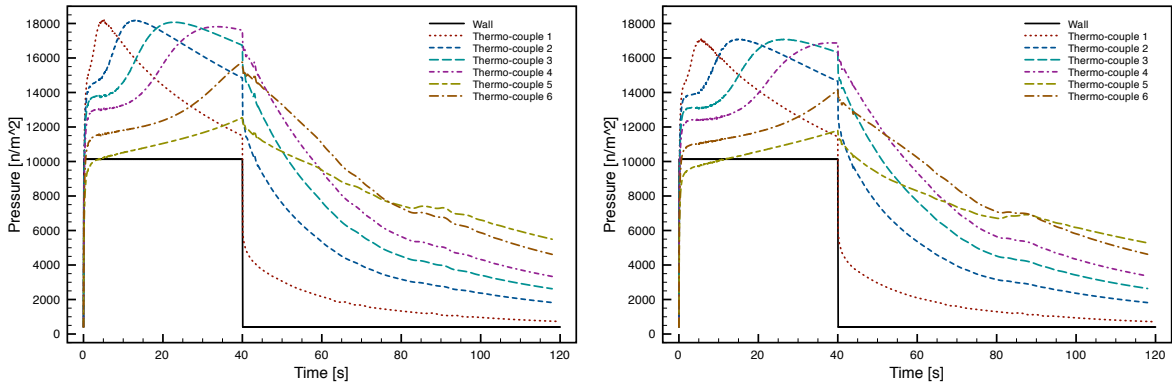 Pressure [n/m^2]
18000
16000
14000
12000
10000
8000
6000
4000
2000
0
Wall
Thermo-couple 1
Thermo-couple 2
Thermo-couple 3
Thermo-couple 4
Thermo-couple 5
Thermo-couple 6
0 20 40 60 80 100 120
Time [s]
Pressure [n/m^2]
18000
16000
14000
12000
10000
8000
6000
4000
2000
0
Wall
Thermo-couple 1
Thermo-couple 2
Thermo-couple 3
Thermo-couple 4
Thermo-couple 5
Thermo-couple 6
0 20 40 60 80 100 120
Time [s]